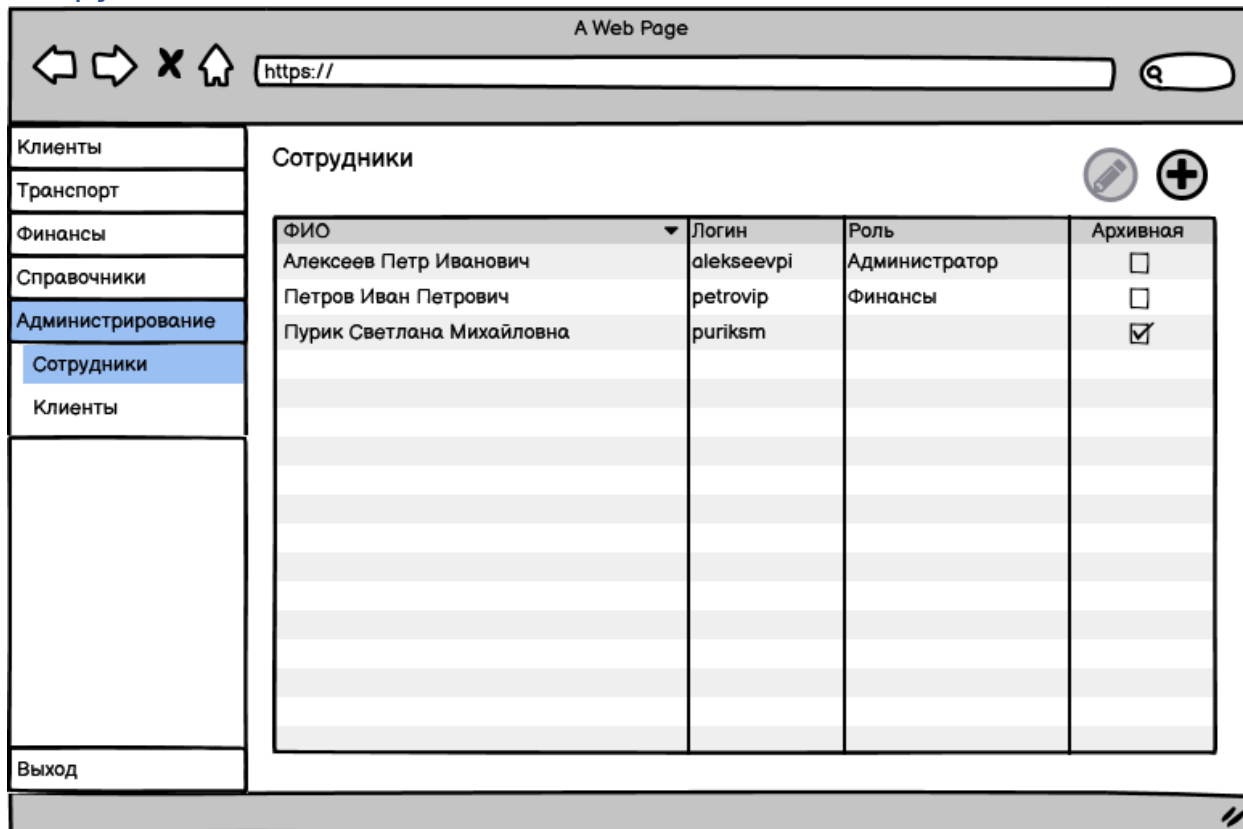 A Web Page
https://
Клиенты
Транспорт
Финансы
Справочники
Администрирование
Сотрудники
Клиенты
Выход
Сотрудники
ФИО Логин Роль Архивная
Алексеев Петр Иванович alekseevpi Администратор
Петров Иван Петрович petrovip Финансы
Пурик Светлана Михайловна puriksm